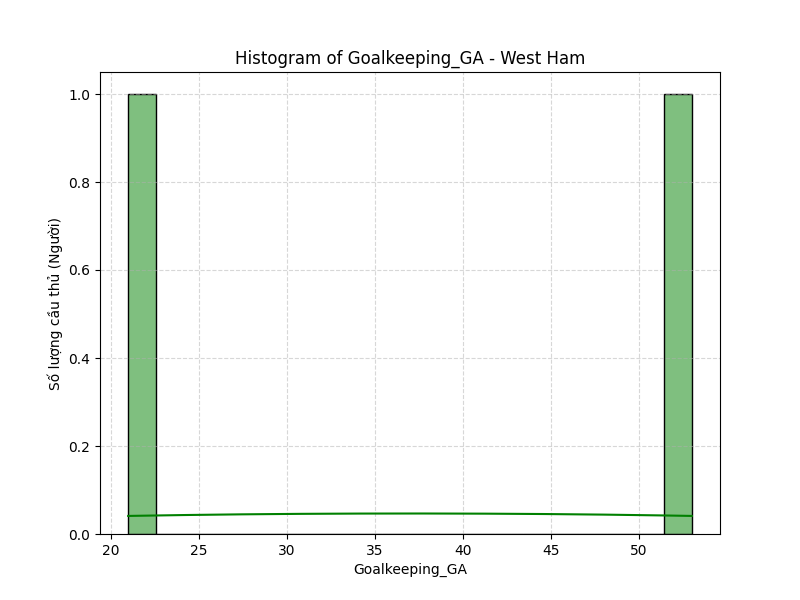 Histogram of Goalkeeping_GA - West Ham
Số lượng cầu thủ (Người)
1.0
0.8
0.6
0.4
0.2
0.0
20 25 30 35 40 45 50
Goalkeeping_GA